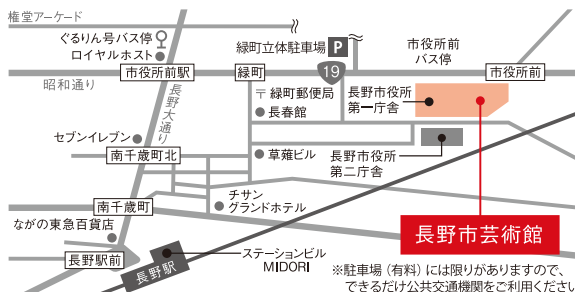 権堂アーケード
ぐるりん号バス停
ロイヤルホスト
緑町立体駐車場 P
市役所前
バス停
昭和通り
市役所前駅
緑町
19
市役所前
長野大通り
〒緑町郵便局
長春館
長野市役所
第一庁舎
セブンイレブン
南千歳町北
草薙ビル
長野市役所
第二庁舎
チサン
グランドホテル
南千歳町
ながの東急百貨店
長野市芸術館
長野駅前
長野駅
ステーションビル
MIDORI
※駐車場(有料)には限りがありますので、
できるだけ公共交通機関をご利用ください